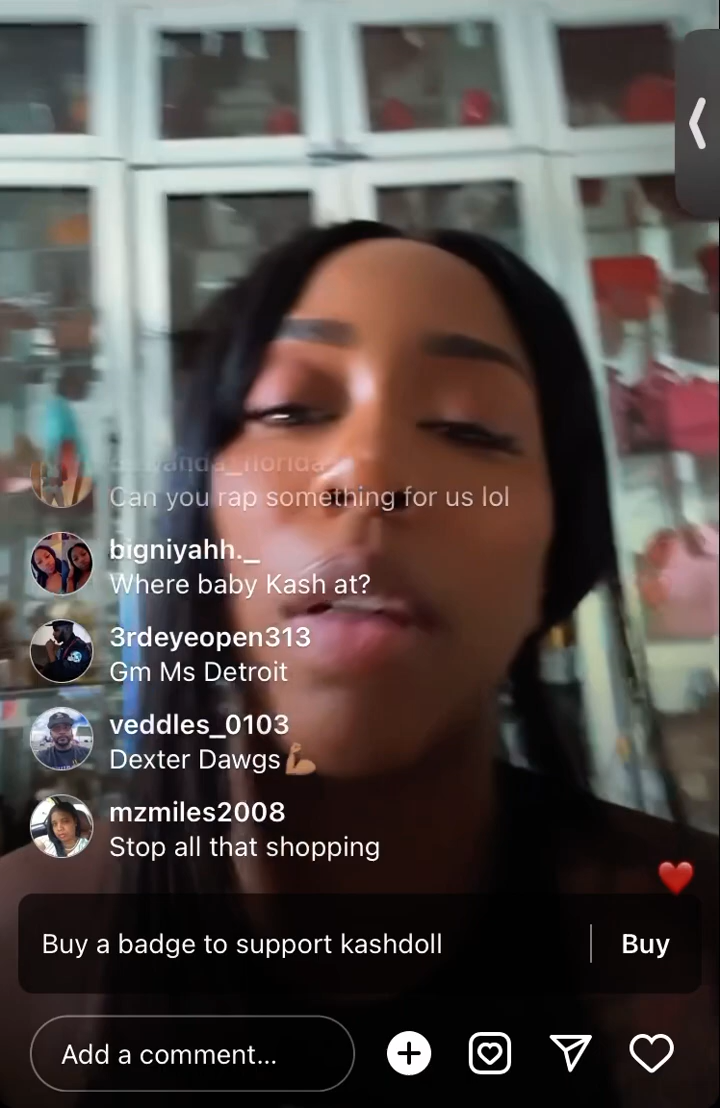 Can you rap something for us lol
bigniyahh._
Where baby Kash at?
3rdeyeopen313
Gm Ms Detroit
veddles_0103
Dexter Dawgs 💪🏽
mzmiles2008
Stop all that shopping
Buy a badge to support kashdoll
Buy
Add a comment...